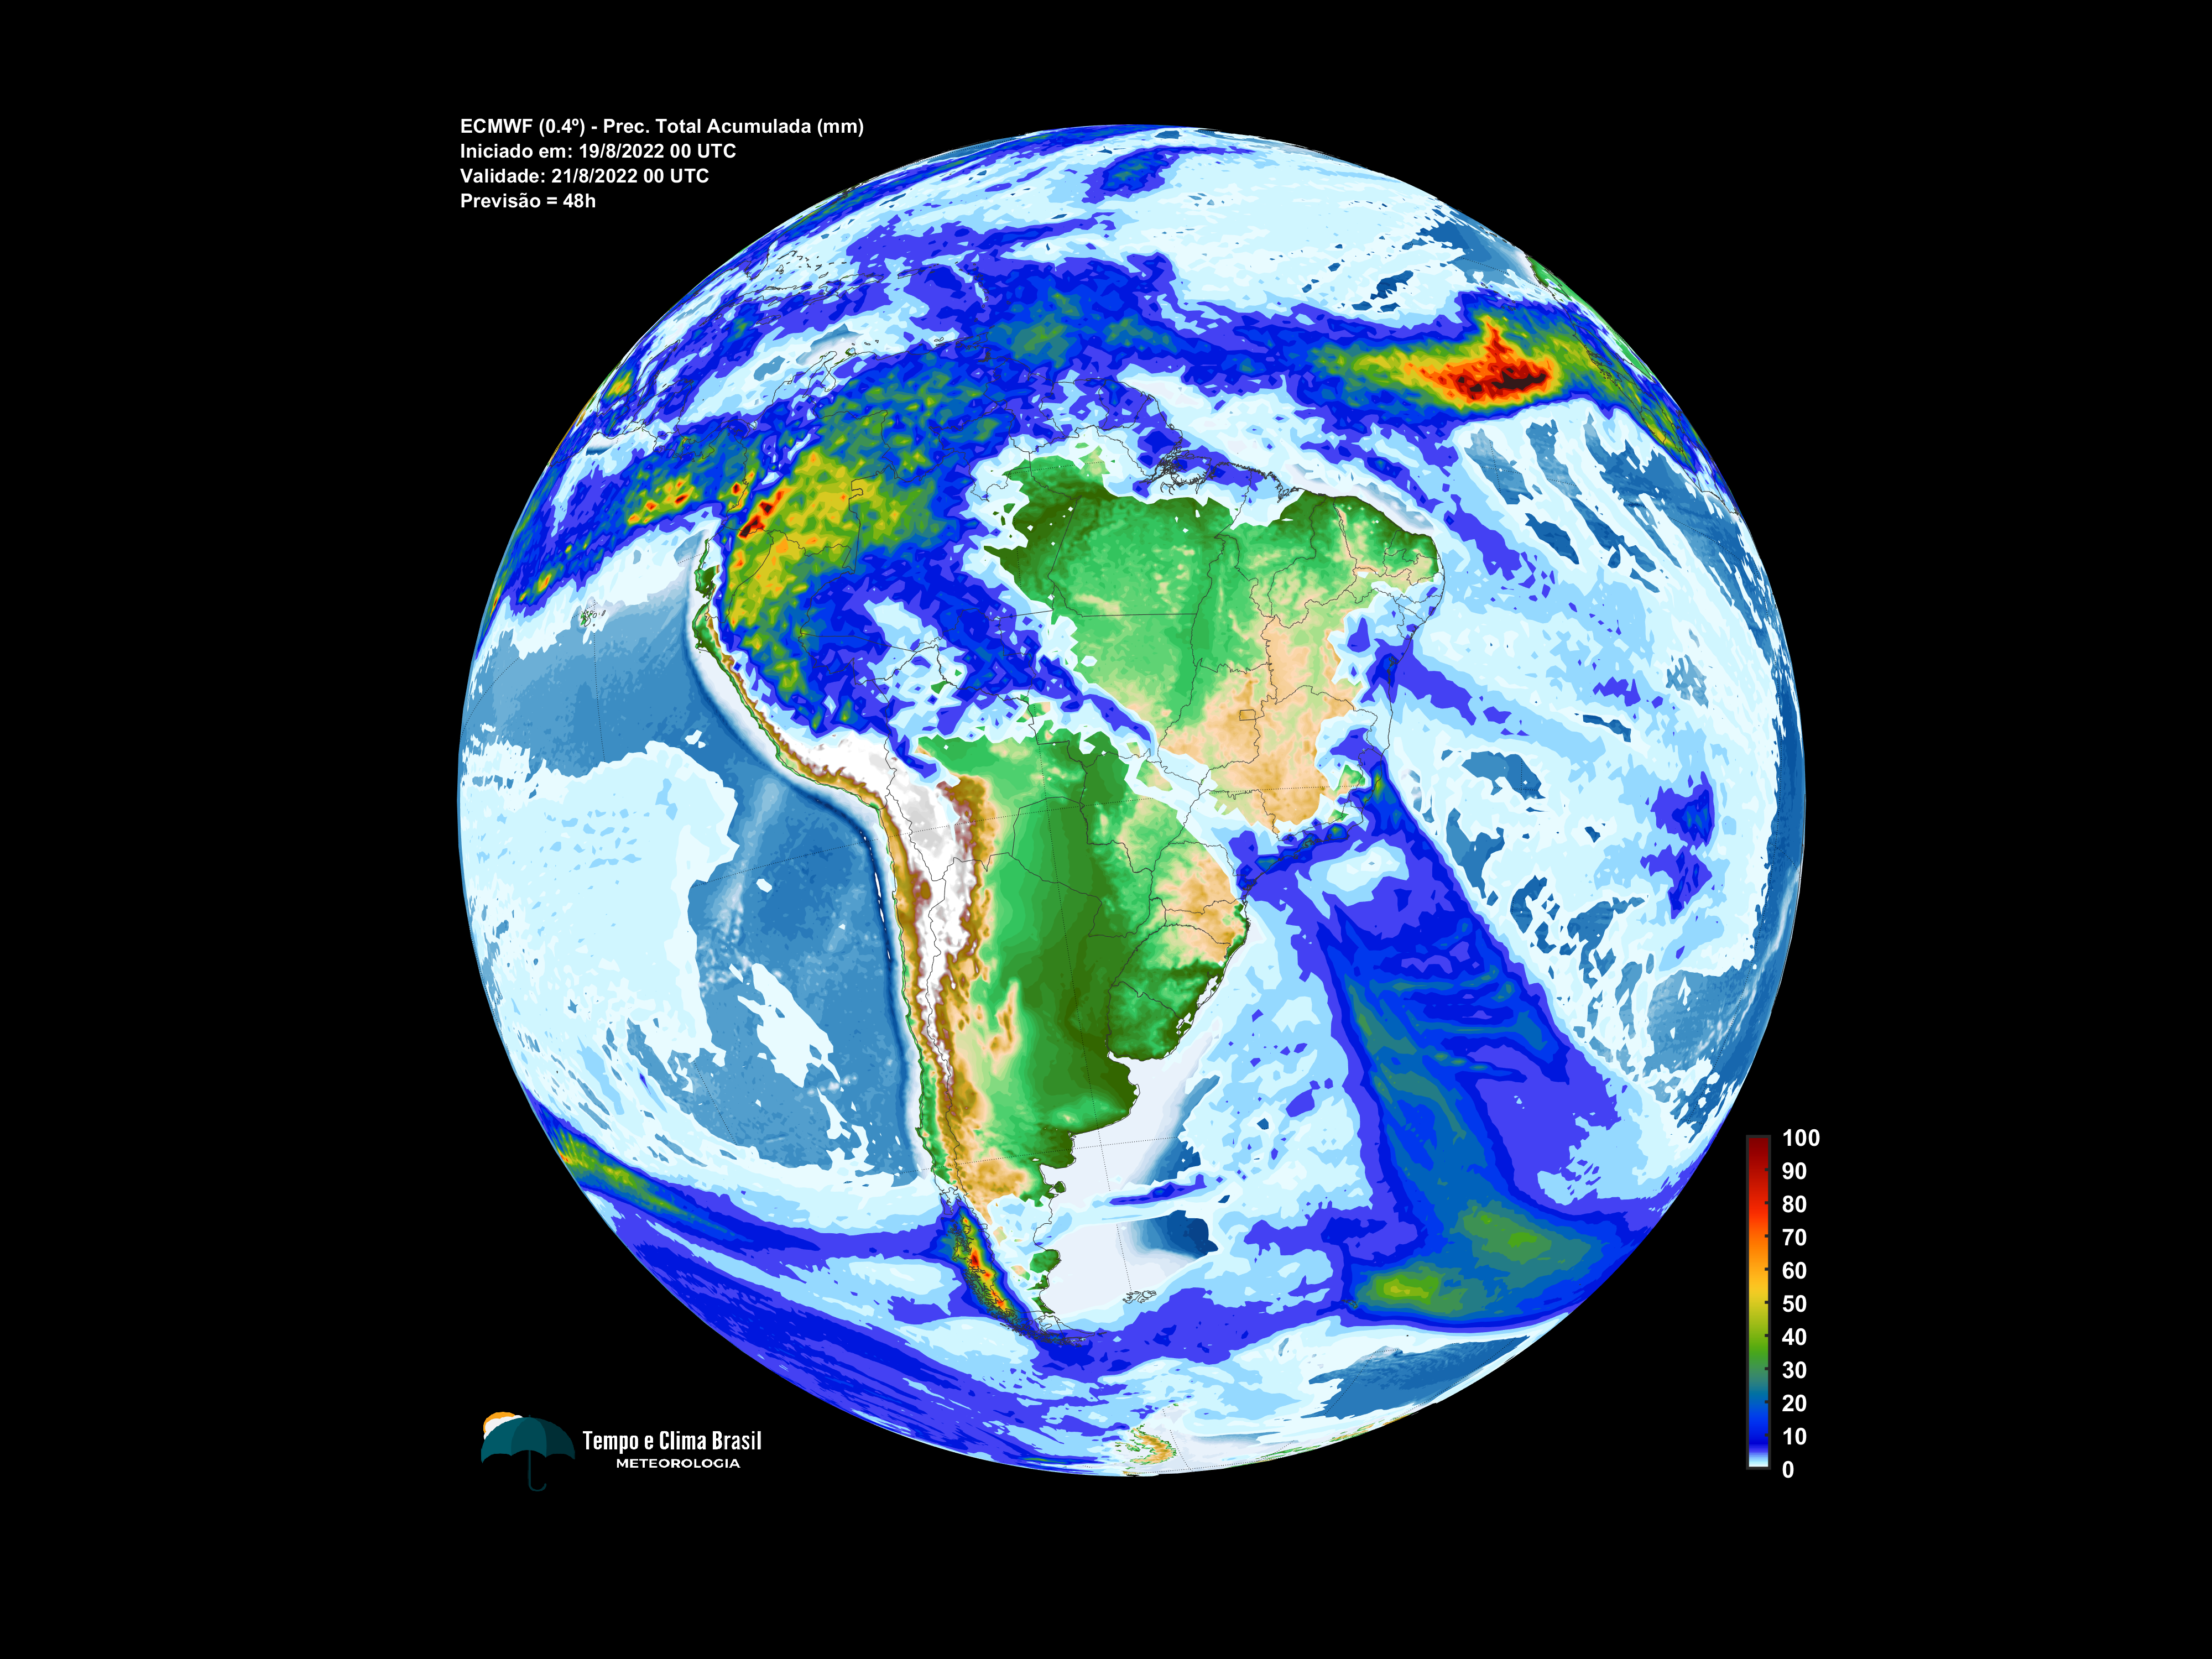 ECMWF (0.4º) - Prec. Total Acumulada (mm)
Iniciado em: 19/8/2022 00 UTC
Validade: 21/8/2022 00 UTC
Previsão = 48h
100
90
80
70
60
50
40
30
20
10
0
Tempo e Clima Brasil
METEOROLOGIA